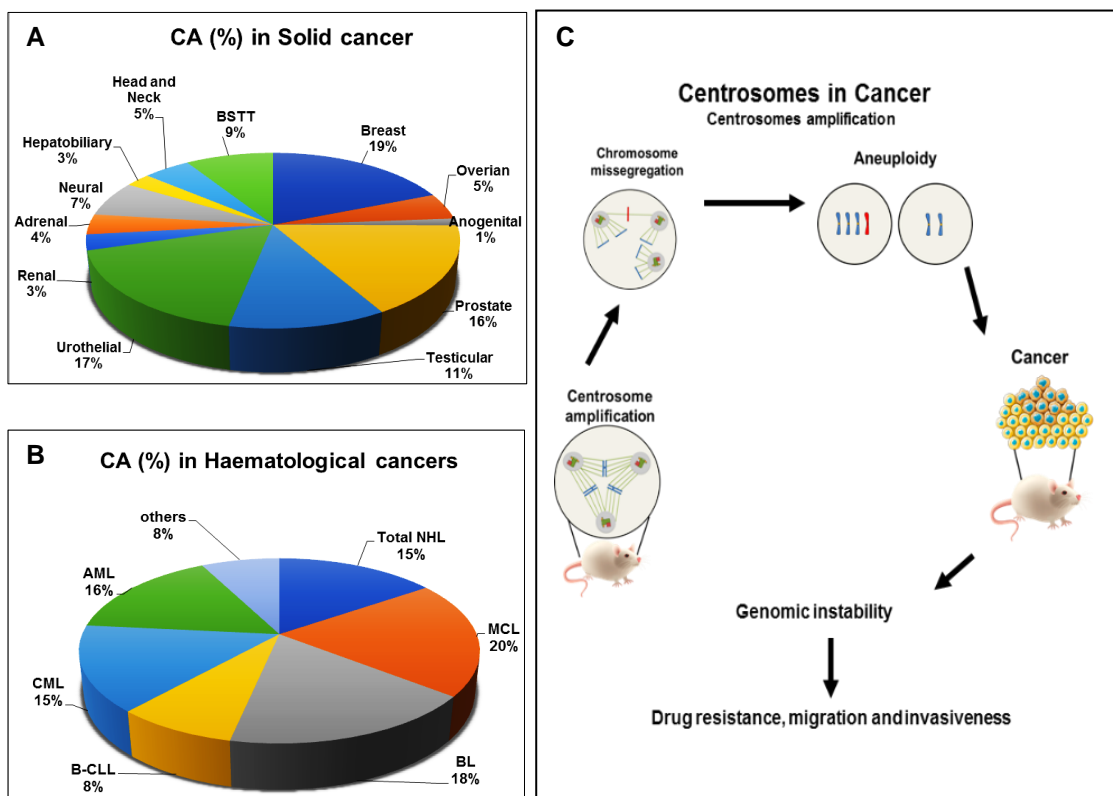 A
CA (%) in Solid cancer
Head and
Neck
5%
BSTT
9%
Breast
19%
Hepatobiliary
3%
Overian
5%
Neural
7%
Anogenital
1%
Adrenal
4%
Renal
3%
Prostate
16%
Urothelial
17%
Testicular
11%
B
CA (%) in Haematological cancers
others
8%
Total NHL
15%
AML
16%
MCL
20%
CML
15%
B-CLL
8%
BL
18%
C
Centrosomes in Cancer
Centrosomes amplification
Chromosome
missegregation
Aneuploidy
Centrosome
amplification
Cancer
Genomic instability
Drug resistance, migration and invasiveness